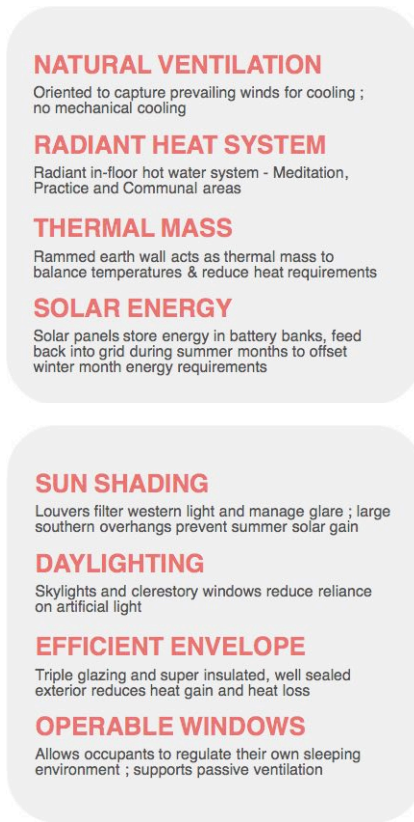 NATURAL VENTILATION
Oriented to capture prevailing winds for cooling ;
no mechanical cooling
RADIANT HEAT SYSTEM
Radiant in-floor hot water system - Meditation,
Practice and Communal areas
THERMAL MASS
Rammed earth wall acts as thermal mass to
balance temperatures & reduce heat requirements
SOLAR ENERGY
Solar panels store energy in battery banks, feed
back into grid during summer months to offset
winter month energy requirements
SUN SHADING
Louvers filter western light and manage glare ; large
southern overhangs prevent summer solar gain
DAYLIGHTING
Skylights and clerestory windows reduce reliance
on artificial light
EFFICIENT ENVELOPE
Triple glazing and super insulated, well sealed
exterior reduces heat gain and heat loss
OPERABLE WINDOWS
Allows occupants to regulate their own sleeping
environment ; supports passive ventilation